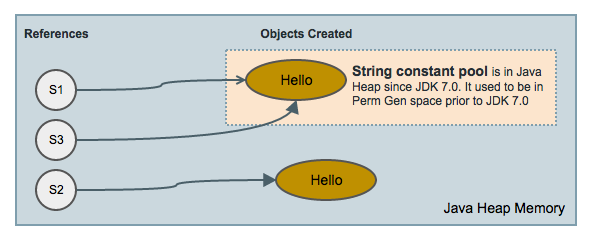 References
Objects Created
S1
Hello
String constant pool is in Java
Heap since JDK 7.0. It used to be in
Perm Gen space prior to JDK 7.0
S3
S2
Hello
Java Heap Memory